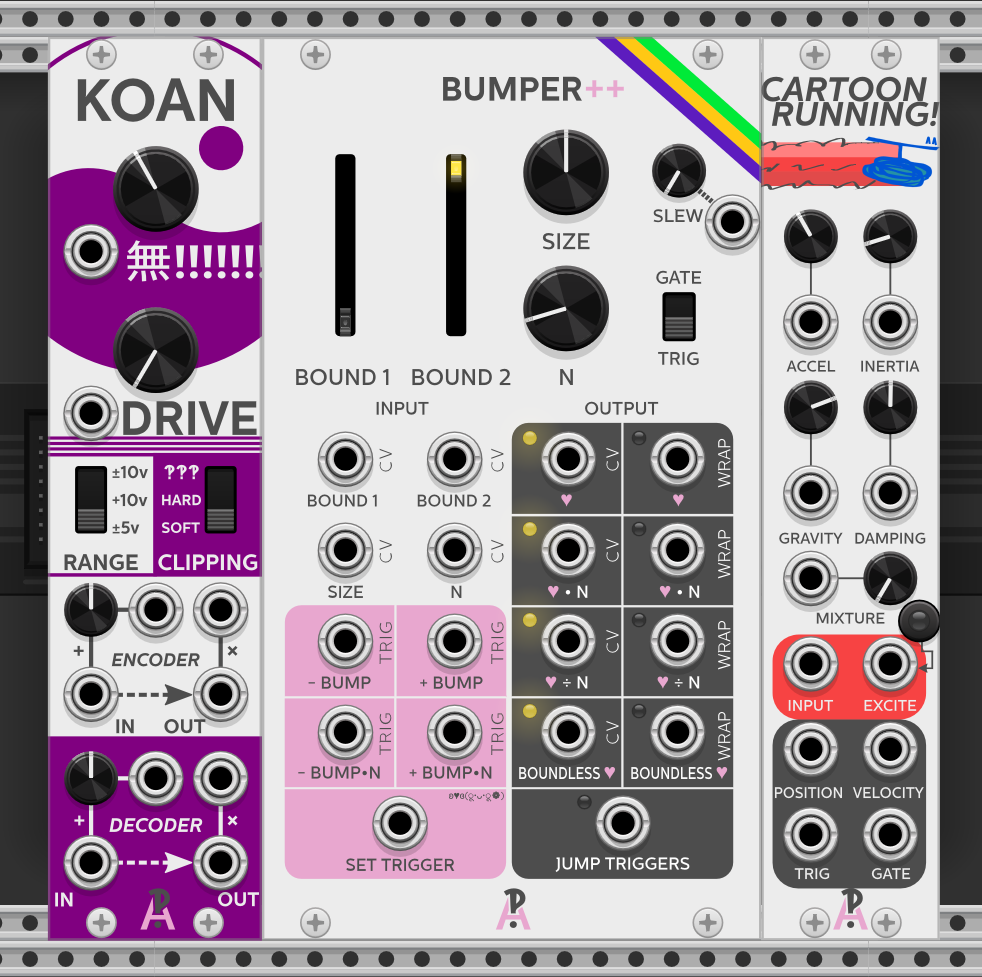 KOAN
無!!!!!!!
DRIVE
±10v
+10v
±5v
RANGE
???
HARD
SOFT
CLIPPING
+
ENCODER
×
IN
OUT
+
DECODER
×
IN
OUT
BUMPER++
BOUND 1
BOUND 2
SIZE
N
SLEW
GATE
TRIG
INPUT
CV
BOUND 1
CV
BOUND 2
CV
SIZE
CV
N
TRIG
– BUMP
TRIG
+ BUMP
TRIG
– BUMP•N
TRIG
+ BUMP•N
SET TRIGGER
OUTPUT
CV
♥
WRAP
♥
CV
♥ • N
WRAP
♥ • N
CV
♥ ÷ N
WRAP
♥ ÷ N
CV
BOUNDLESS ♥
WRAP
BOUNDLESS ♥
JUMP TRIGGERS
CARTOON
RUNNING!
ACCEL
INERTIA
GRAVITY
DAMPING
MIXTURE
INPUT
EXCITE
POSITION
VELOCITY
TRIG
GATE